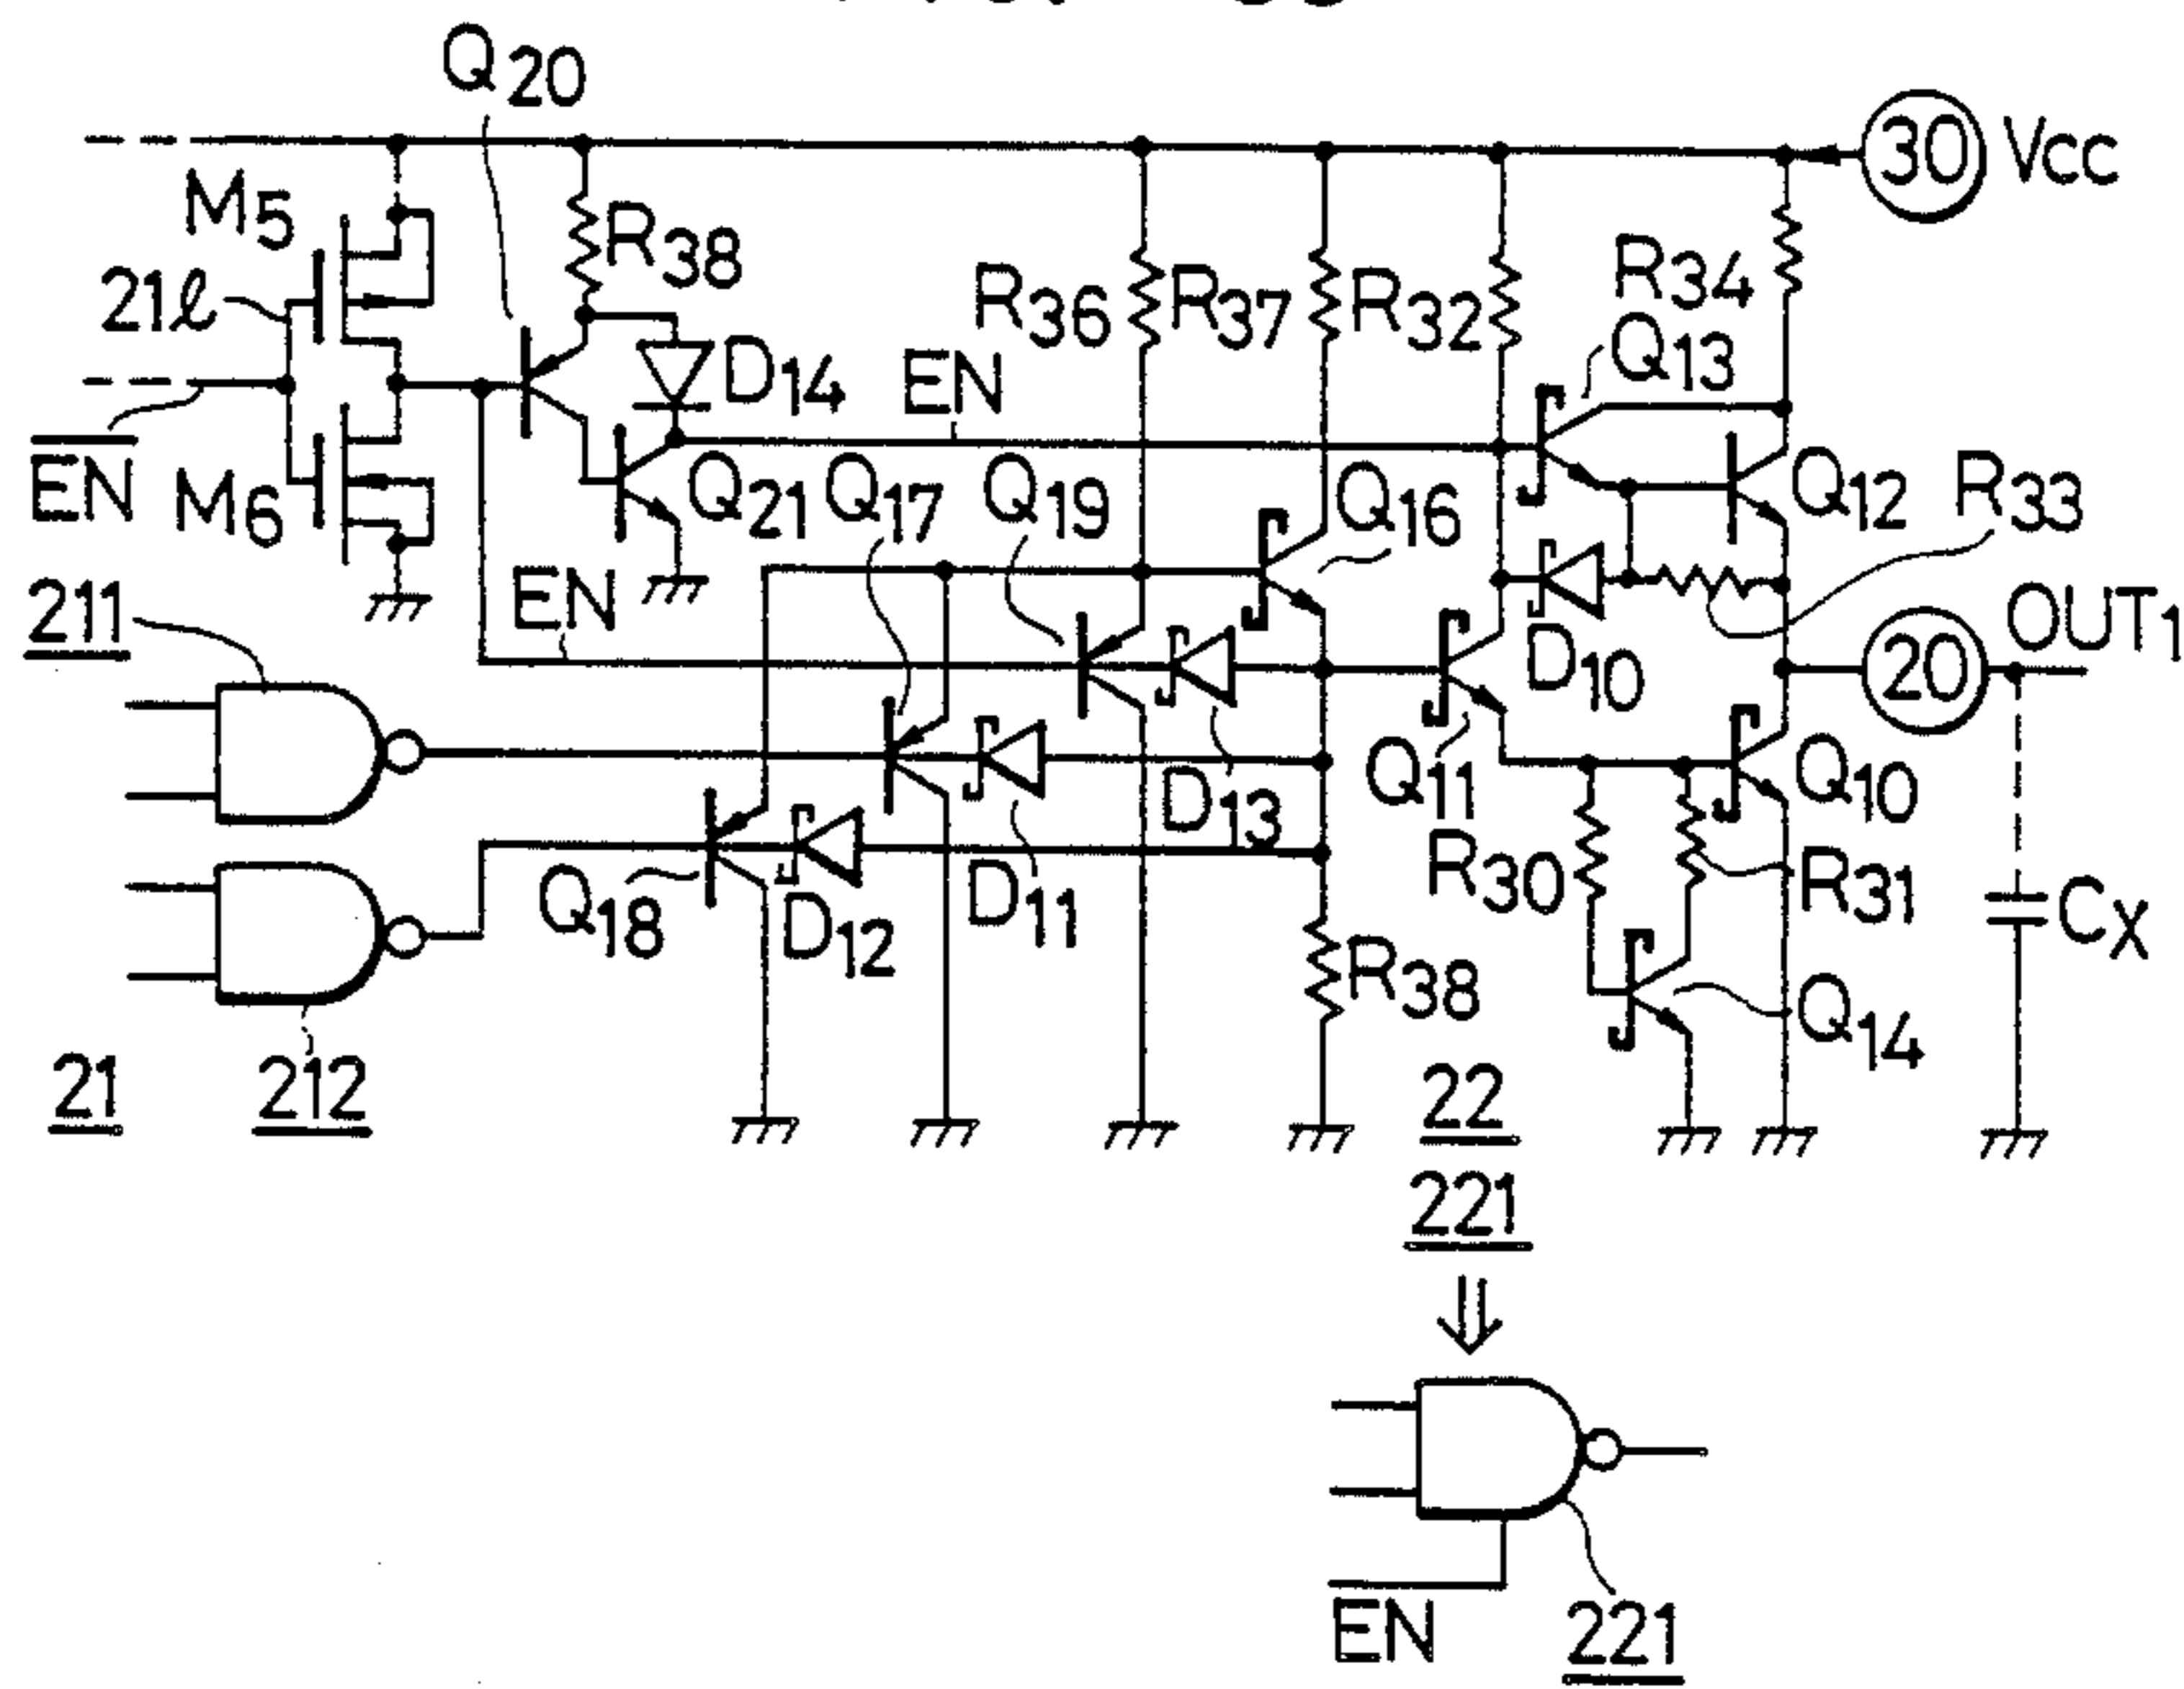 Q20
30 VCC
M5
R38
21ℓ
R36
R37
R32
R34
Q13
D14
EN
E̅N̅
M6
Q21
Q17
Q19
Q16
Q12
R33
EN
211
D10
20
OUT1
Q11
Q10
D13
Q18
D12
D11
R30
R31
CX
R38
Q14
21
212
22
221
EN
221